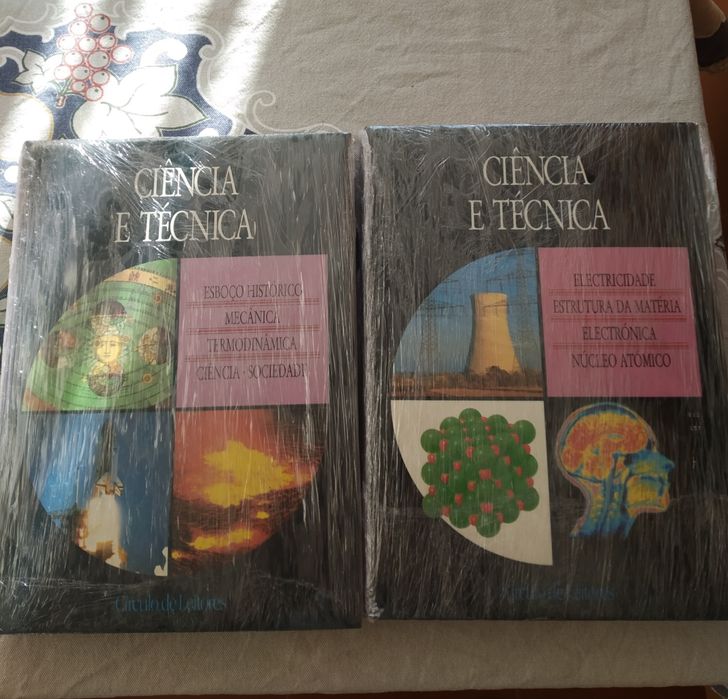 CIÊNCIA
E TÉCNICA
ESBOÇO HISTÓRICO
MECÂNICA
TERMODINÂMICA
CIÊNCIA · SOCIEDADE
Círculo de Leitores
CIÊNCIA
E TÉCNICA
ELECTRICIDADE
ESTRUTURA DA MATÉRIA
ELECTRÓNICA
NÚCLEO ATÓMICO
Círculo de Leitores